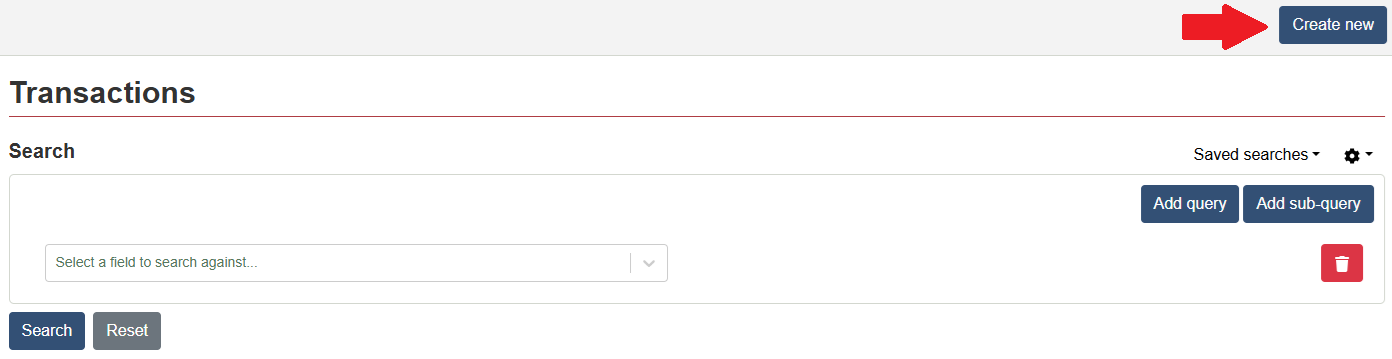 Create new
Transactions
Search
Saved searches
Add query Add sub-query
Select a field to search against...
Search Reset